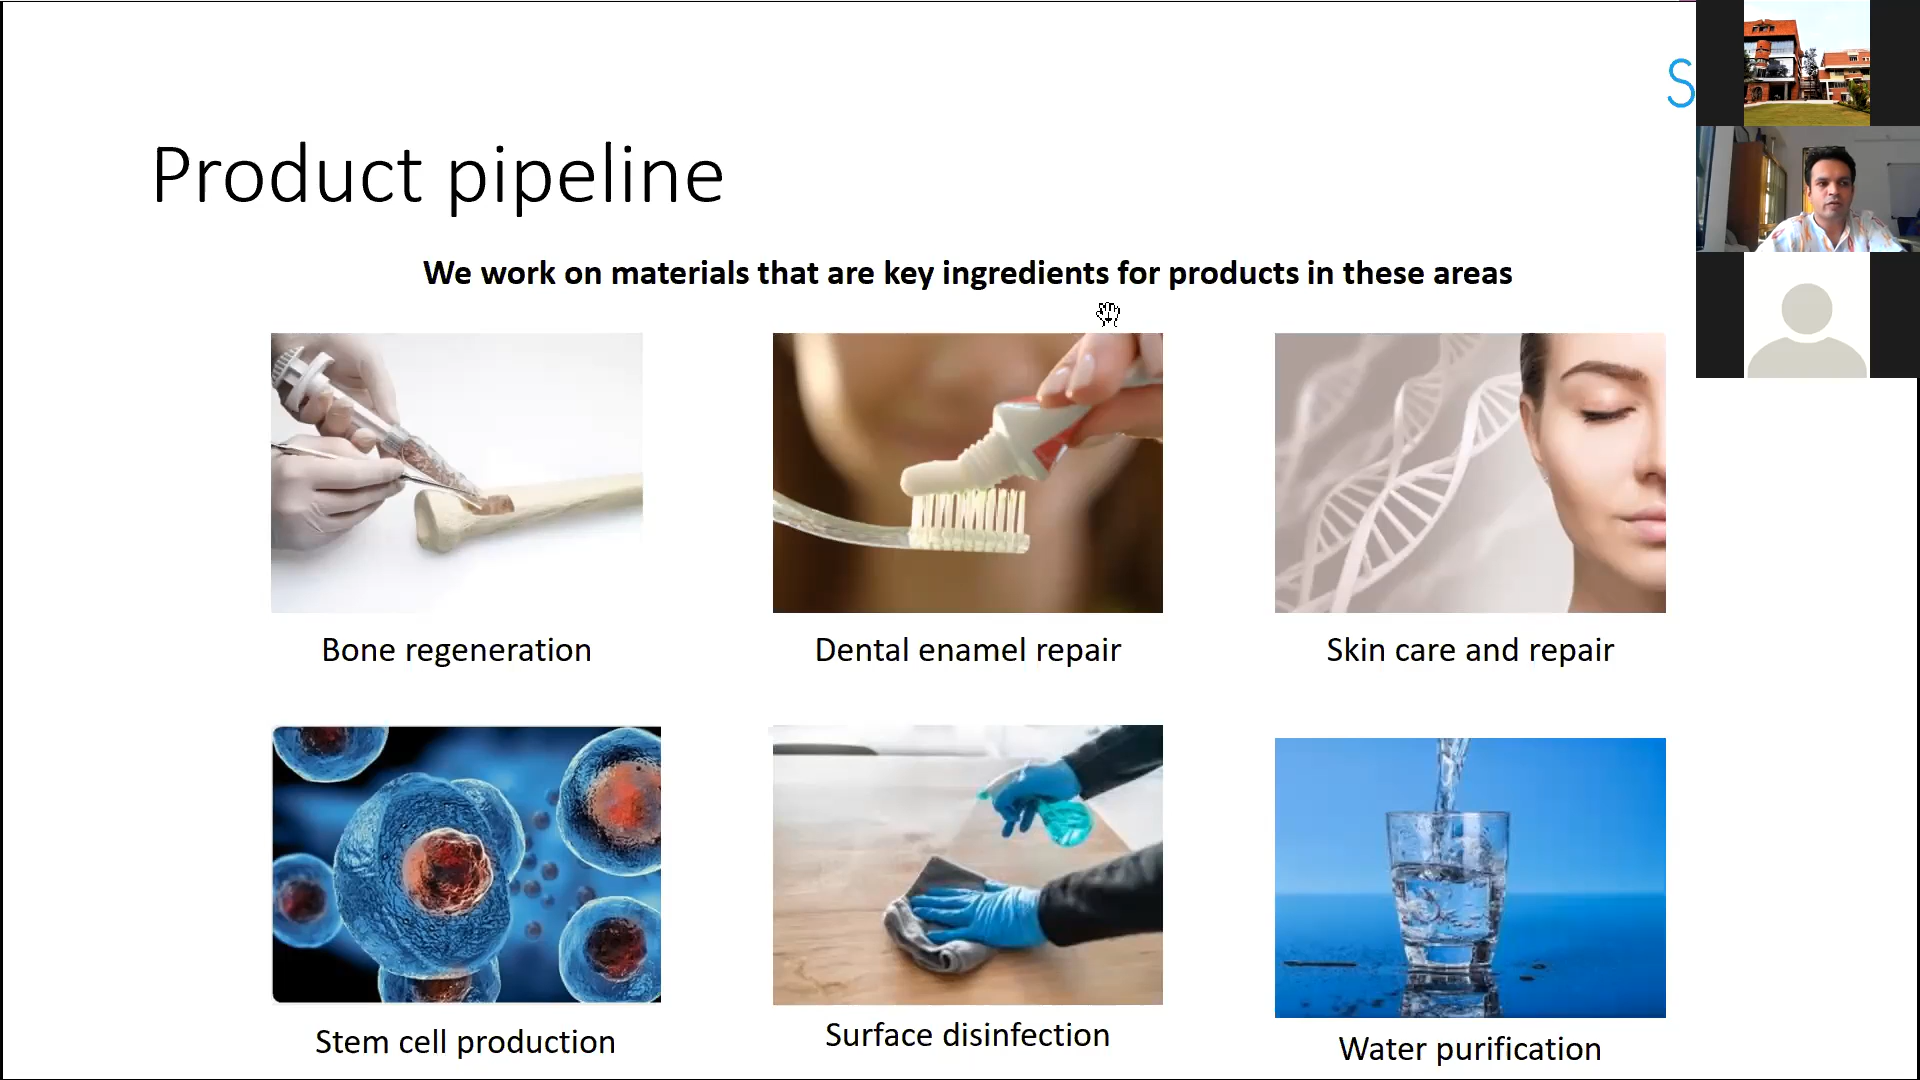 Product pipeline
We work on materials that are key ingredients for products in these areas
Bone regeneration
Dental enamel repair
Skin care and repair
Stem cell production
Surface disinfection
Water purification